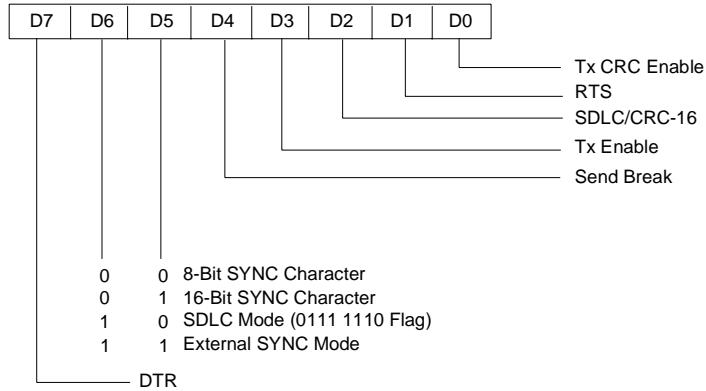 D7 D6 D5 D4 D3 D2 D1 D0
Tx CRC Enable
RTS
SDLC/CRC-16
Tx Enable
Send Break
0 0 8-Bit SYNC Character
0 1 16-Bit SYNC Character
1 0 SDLC Mode (0111 1110 Flag)
1 1 External SYNC Mode
DTR